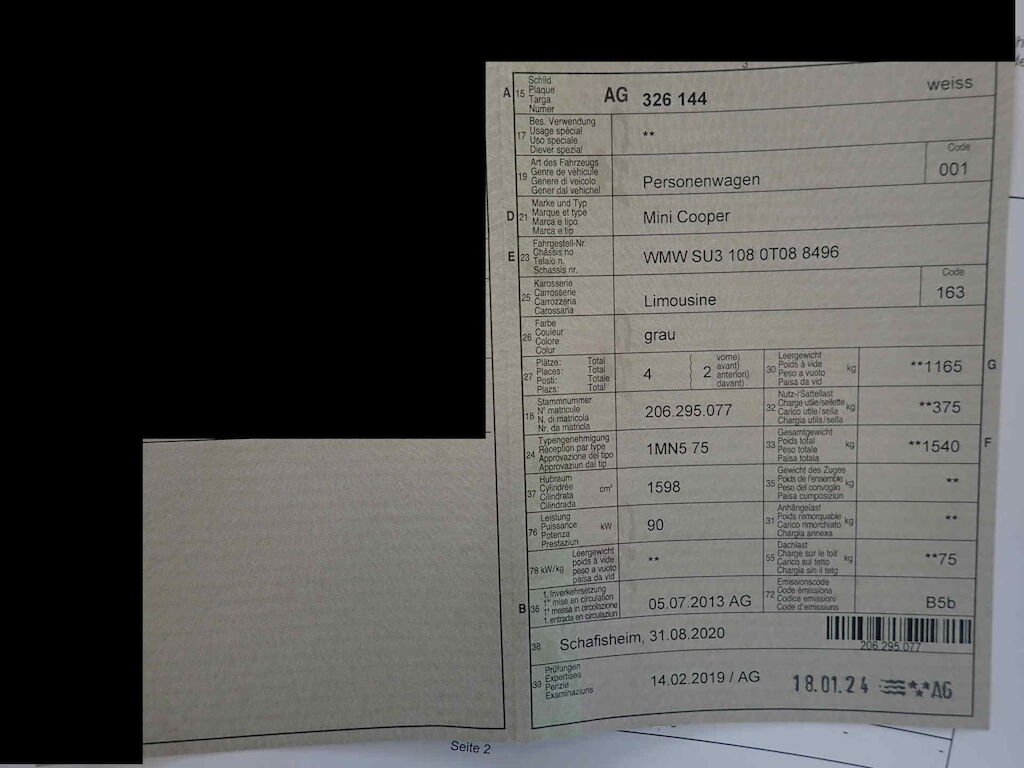 A 15 Schild
Plaque
Targa
Numer
AG 326 144 weiss
17 Bes. Verwendung
Usage spécial
Uso speciale
Diever spezial
**
19 Art des Fahrzeugs
Genre de véhicule
Genere di veicolo
Gener dal vehichel
Personenwagen
Code
001
D 21 Marke und Typ
Marque et type
Marca e tipo
Marca e tip
Mini Cooper
E 23 Fahrgestell-Nr.
Châssis no
Telaio n.
Schassis nr.
WMW SU3 108 0T08 8496
25 Karosserie
Carrosserie
Carrozzeria
Carossaria
Limousine
Code
163
26 Farbe
Couleur
Colore
Colur
grau
27 Plätze: Total
Places: Total
Posti: Totale
Plazs: Total
4 ( 2 vorne)
avant)
anteriori)
davant)
30 Leergewicht
Poids à vide
Peso a vuoto
Paisa da vid
kg
**1165 G
18 Stammnummer
N° matricule
N. di matricola
Nr. da matricla
206.295.077
32 Nutz-/Sattellast
Charge utile/sellette
Carico utile/sella
Chargia utila/sella
kg
**375
24 Typengenehmigung
Réception par type
Approvazione del tipo
Approvaziun dal tip
1MN5 75
33 Gesamtgewicht
Poids total
Peso totale
Paisa totala
kg
**1540 F
37 Hubraum
Cylindrée
Cilindrata
Cilindrada
cm³
1598
35 Gewicht des Zuges
Poids de l'ensemble
Peso del convoglio
Paisa cumposiziun
kg
**
76 Leistung
Puissance
Potenza
Prestaziun
kW
90
31 Anhängelast
Poids remorquable
Carico rimorchiato
Chargia annexa
kg
**
78 kW/kg Leergewicht
poids à vide
peso a vuoto
paisa da vid
**
55 Dachlast
Charge sur le toit
Carico sul tetto
Chargia sin il tetg
kg
**75
B 36 1. Inverkehrsetzung
1re mise en circulation
1a messa in circolazione
1. entrada en circulaziun
05.07.2013 AG
72 Emissionscode
Code émissions
Codice emissioni
Code d'emissiuns
B5b
38 Schafisheim, 31.08.2020
206.295.077
39 Prüfungen
Expertises
Perizie
Examinaziuns
14.02.2019 / AG
18.01.24 **AG
Seite 2